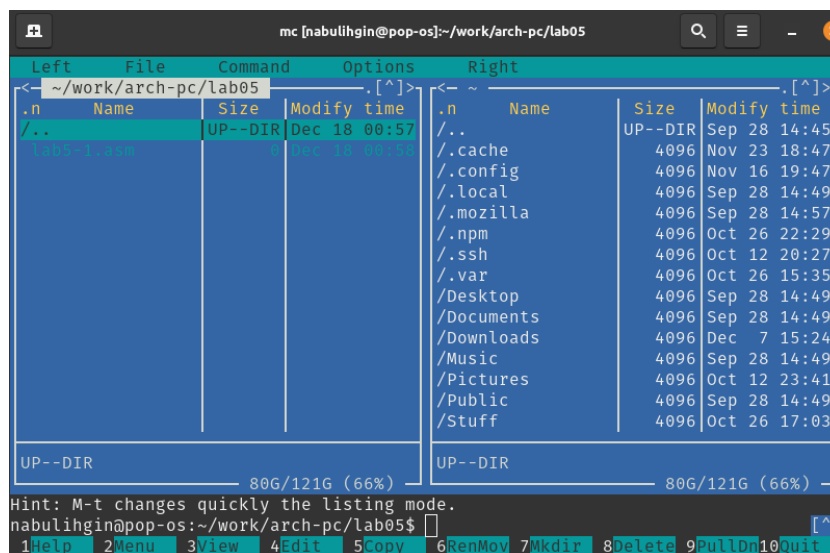 mc [nabulihgin@pop-os]:~/work/arch-pc/lab05
Left File Command Options Right
<— ~/work/arch-pc/lab05 .[^]>
.n Name Size Modify time
/.. UP--DIR Dec 18 00:57
lab5-1.asm 0 Dec 18 00:58
UP--DIR
80G/121G (66%)
<— ~ .[^]>
.n Name Size Modify time
/.. UP--DIR Sep 28 14:45
/.cache 4096 Nov 23 18:47
/.config 4096 Nov 16 19:47
/.local 4096 Sep 28 14:49
/.mozilla 4096 Sep 28 14:57
/.npm 4096 Oct 26 22:29
/.ssh 4096 Oct 12 20:27
/.var 4096 Oct 26 15:35
/Desktop 4096 Sep 28 14:49
/Documents 4096 Sep 28 14:49
/Downloads 4096 Dec 7 15:24
/Music 4096 Sep 28 14:49
/Pictures 4096 Oct 12 23:41
/Public 4096 Sep 28 14:49
/Stuff 4096 Oct 26 17:03
UP--DIR
80G/121G (66%)
Hint: M-t changes quickly the listing mode.
nabulihgin@pop-os:~/work/arch-pc/lab05$ [^
1Help 2Menu 3View 4Edit 5Copy 6RenMov 7Mkdir 8Delete 9PullDn 10Quit